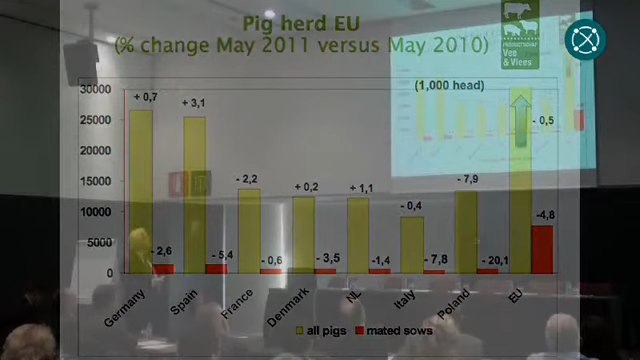 Pig herd EU
(% change May 2011 versus May 2010)
PRODUCTSCHAP
Vee
& Vlees
(1,000 head)
30000
25000
20000
15000
10000
5000
0
+ 0,7
- 2,6
+ 3,1
- 5,4
- 2,2
- 0,6
+ 0,2
- 3,5
+ 1,1
-1,4
- 0,4
- 7,8
- 7,9
- 20,1
- 0,5
-4,8
Germany
Spain
France
Denmark
NL
Italy
Poland
EU
all pigs
mated sows